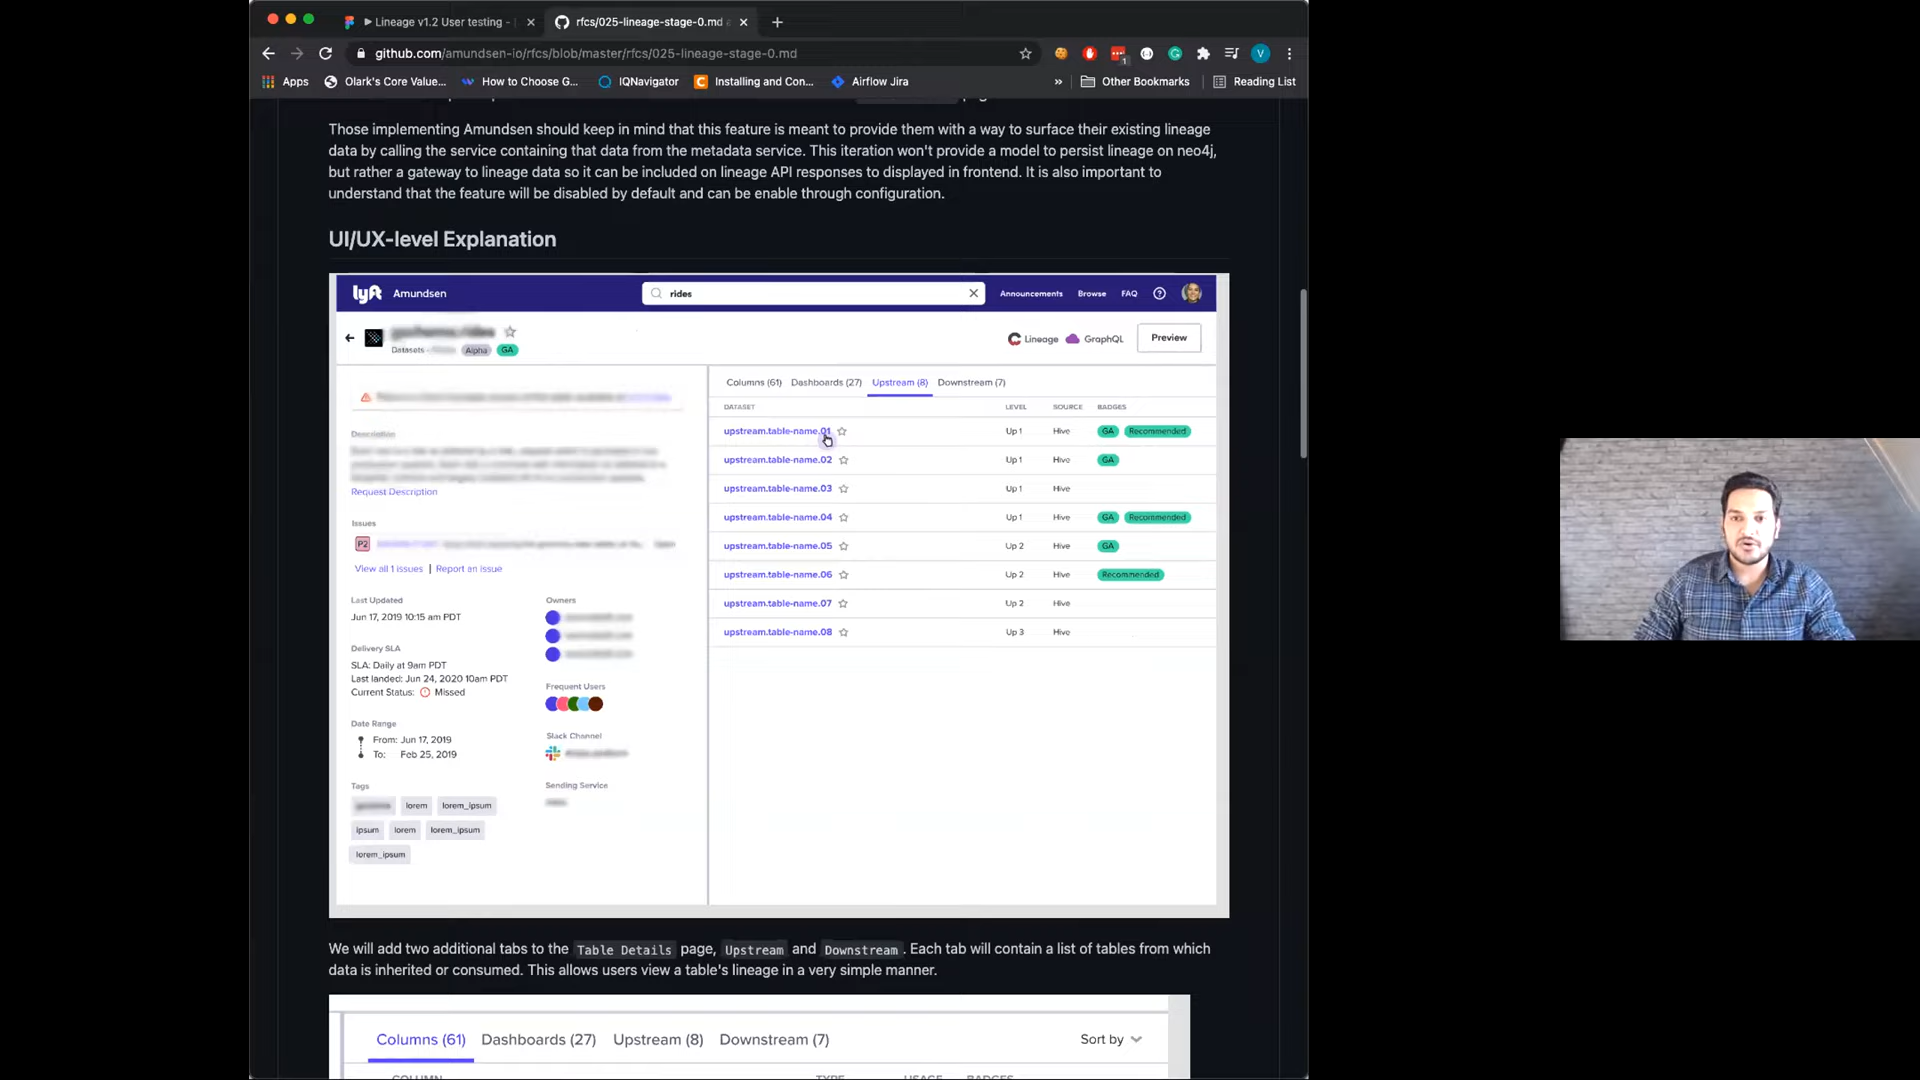 Lineage v1.2 User testing -
rfcs/025-lineage-stage-0.md a
github.com/amundsen-io/rfcs/blob/master/rfcs/025-lineage-stage-0.md
1
V
Apps
Olark's Core Value...
How to Choose G...
IQNavigator
Installing and Con...
Airflow Jira
»
Other Bookmarks
Reading List
Those implementing Amundsen should keep in mind that this feature is meant to provide them with a way to surface their existing lineage
data by calling the service containing that data from the metadata service. This iteration won't provide a model to persist lineage on neo4j,
but rather a gateway to lineage data so it can be included on lineage API responses to displayed in frontend. It is also important to
understand that the feature will be disabled by default and can be enable through configuration.
UI/UX-level Explanation
lyft Amundsen
rides
Announcements Browse FAQ ?
Datasets
Alpha GA
Lineage GraphQL Preview
Columns (61) Dashboards (27) Upstream (8) Downstream (7)
DATASET LEVEL SOURCE BADGES
upstream.table-name.01 Up 1 Hive GA Recommended
upstream.table-name.02 Up 1 Hive GA
upstream.table-name.03 Up 1 Hive
upstream.table-name.04 Up 1 Hive GA Recommended
upstream.table-name.05 Up 2 Hive GA
upstream.table-name.06 Up 2 Hive Recommended
upstream.table-name.07 Up 2 Hive
upstream.table-name.08 Up 3 Hive
Description
Request Description
Issues
P2
View all 1 issues | Report an issue
Last Updated
Jun 17, 2019 10:15 am PDT
Delivery SLA
SLA: Daily at 9am PDT
Last landed: Jun 24, 2020 10am PDT
Current Status: Missed
Date Range
From: Jun 17, 2019
To: Feb 25, 2019
Tags
lorem lorem_ipsum
ipsum lorem lorem_ipsum
lorem_ipsum
Owners
Frequent Users
Slack Channel
Sending Service
We will add two additional tabs to the Table Details page, Upstream and Downstream. Each tab will contain a list of tables from which
data is inherited or consumed. This allows users view a table's lineage in a very simple manner.
Columns (61) Dashboards (27) Upstream (8) Downstream (7) Sort by
COLUMN TYPE USAGE BADGES